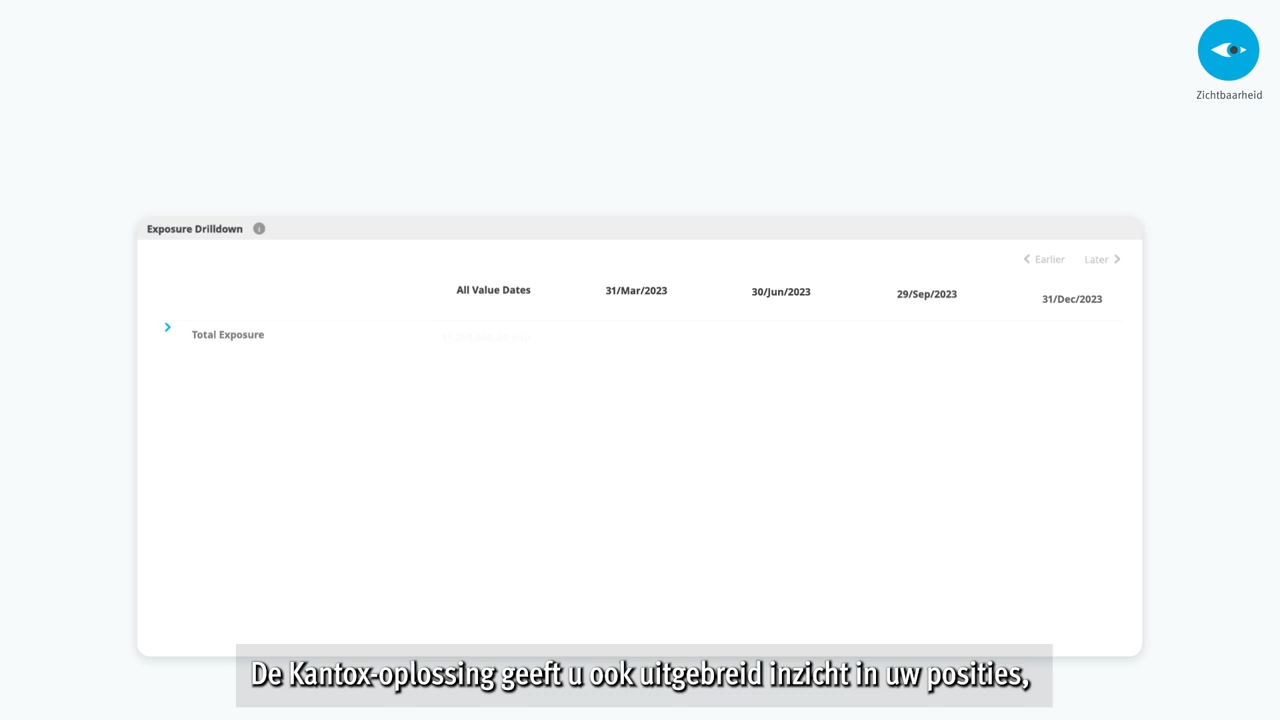 Zichtbaarheid
Exposure Drilldown
Earlier Later
All Value Dates 31/Mar/2023 30/Jun/2023 29/Sep/2023 31/Dec/2023
Total Exposure
De Kantox-oplossing geeft u ook uitgebreid inzicht in uw posities,